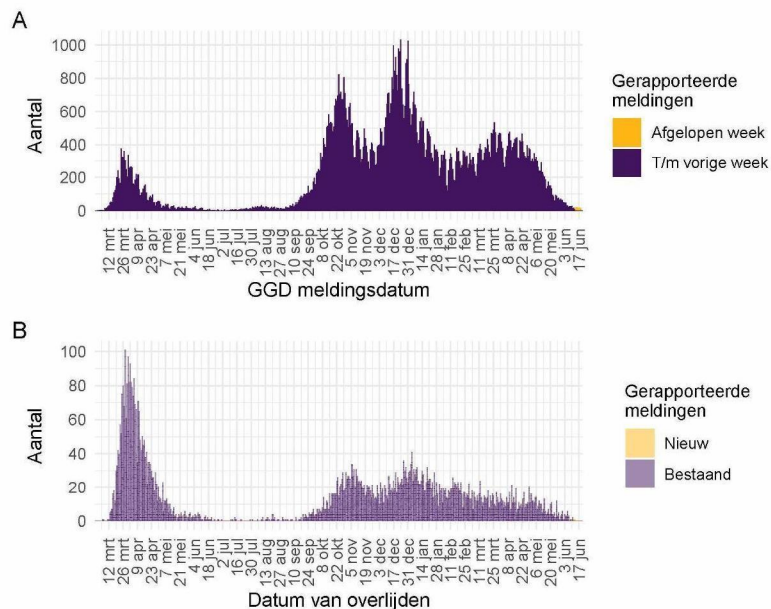 A
Aantal
1000
800
600
400
200
0
12 mrt
26 mrt
9 apr
23 apr
7 mei
21 mei
4 jun
18 jun
2 jul
16 jul
30 jul
13 aug
27 aug
10 sep
24 sep
8 okt
22 okt
5 nov
19 nov
3 dec
17 dec
31 dec
14 jan
28 jan
11 feb
25 feb
11 mrt
25 mrt
8 apr
22 apr
6 mei
20 mei
3 jun
17 jun
GGD meldingsdatum
Gerapporteerde
meldingen
Afgelopen week
T/m vorige week
B
Aantal
100
80
60
40
20
0
12 mrt
26 mrt
9 apr
23 apr
7 mei
21 mei
4 jun
18 jun
2 jul
16 jul
30 jul
13 aug
27 aug
10 sep
24 sep
8 okt
22 okt
5 nov
19 nov
3 dec
17 dec
31 dec
14 jan
28 jan
11 feb
25 feb
11 mrt
25 mrt
8 apr
22 apr
6 mei
20 mei
3 jun
17 jun
Datum van overlijden
Gerapporteerde
meldingen
Nieuw
Bestaand